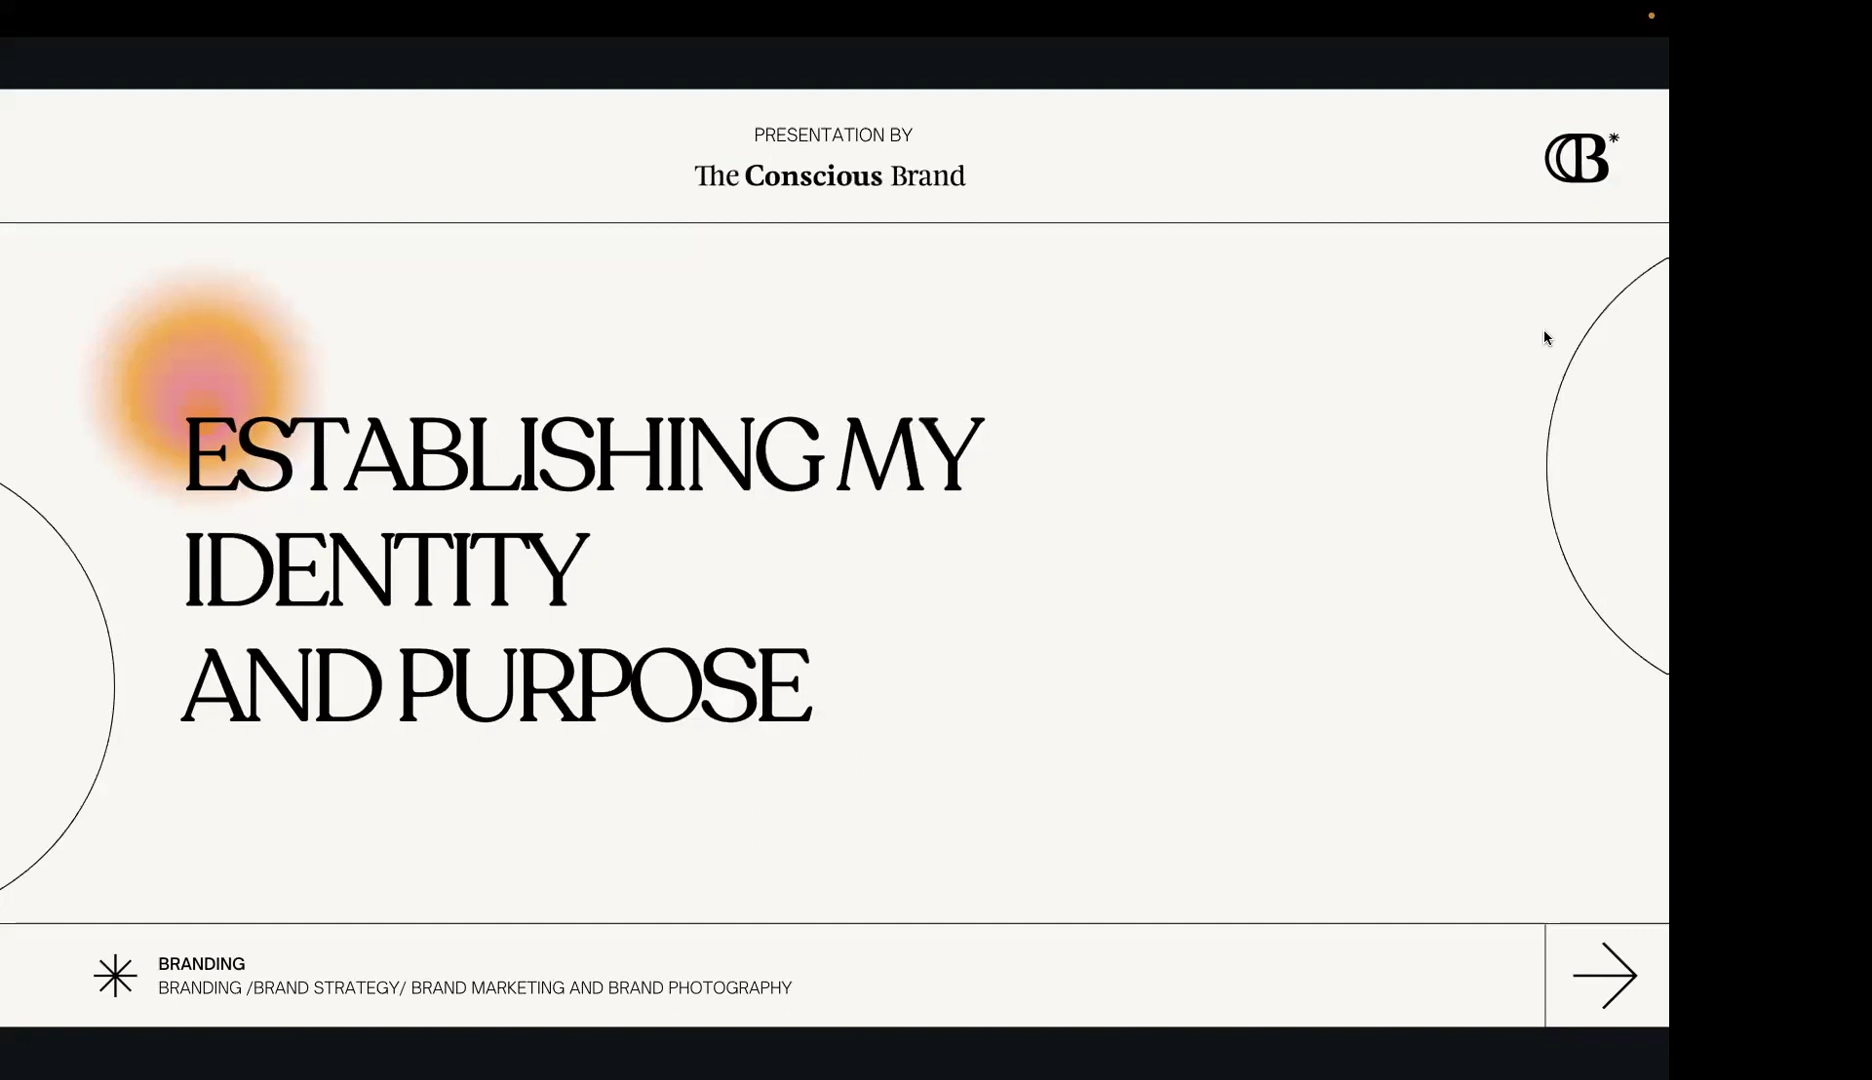 PRESENTATION BY
The Conscious Brand
CB*
ESTABLISHING MY
IDENTITY
AND PURPOSE
BRANDING
BRANDING /BRAND STRATEGY/ BRAND MARKETING AND BRAND PHOTOGRAPHY